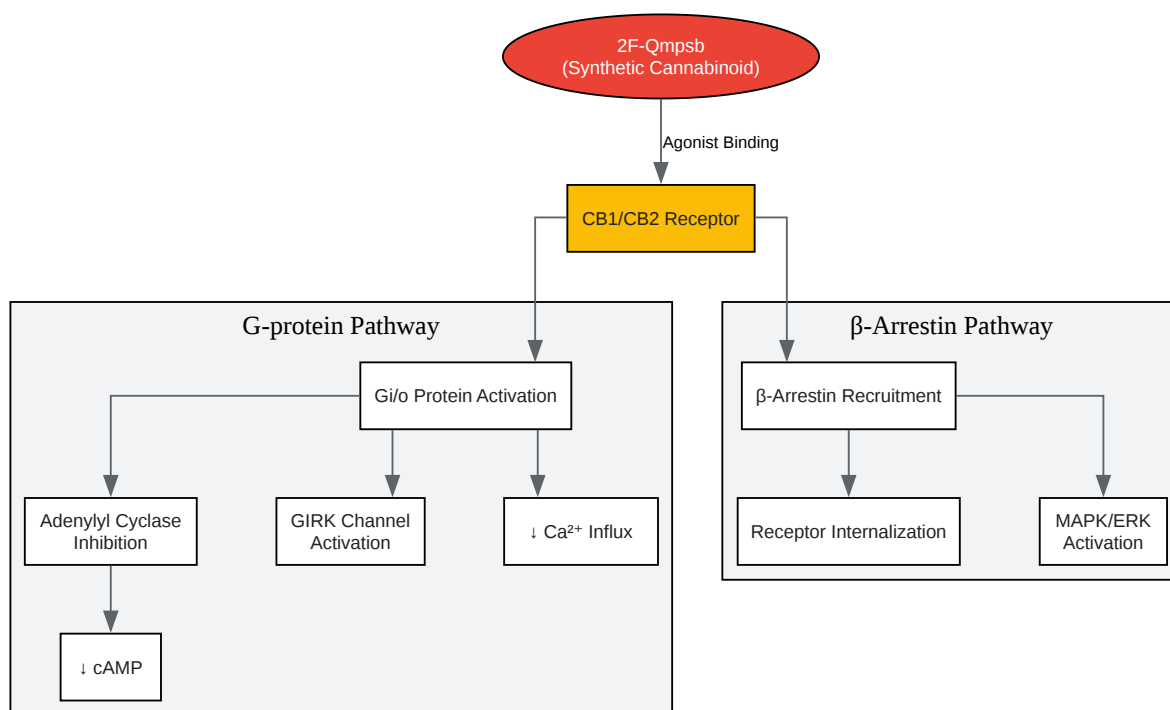 2F-Qmpsb
(Synthetic Cannabinoid)
Agonist Binding
CB1/CB2 Receptor
G-protein Pathway
β-Arrestin Pathway
Gi/o Protein Activation
β-Arrestin Recruitment
Adenylyl Cyclase
Inhibition
GIRK Channel
Activation
↓ Ca²⁺ Influx
Receptor Internalization
MAPK/ERK
Activation
↓ cAMP